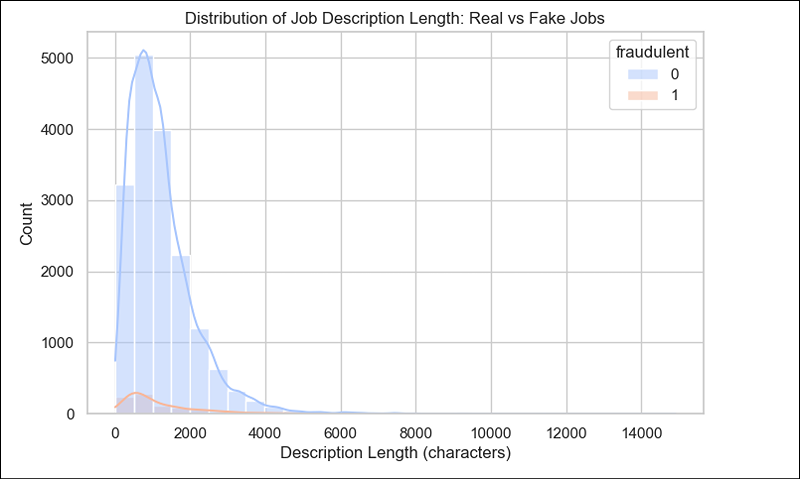 Distribution of Job Description Length: Real vs Fake Jobs
fraudulent
0
1
5000
4000
3000
2000
1000
0
Count
0 2000 4000 6000 8000 10000 12000 14000
Description Length (characters)